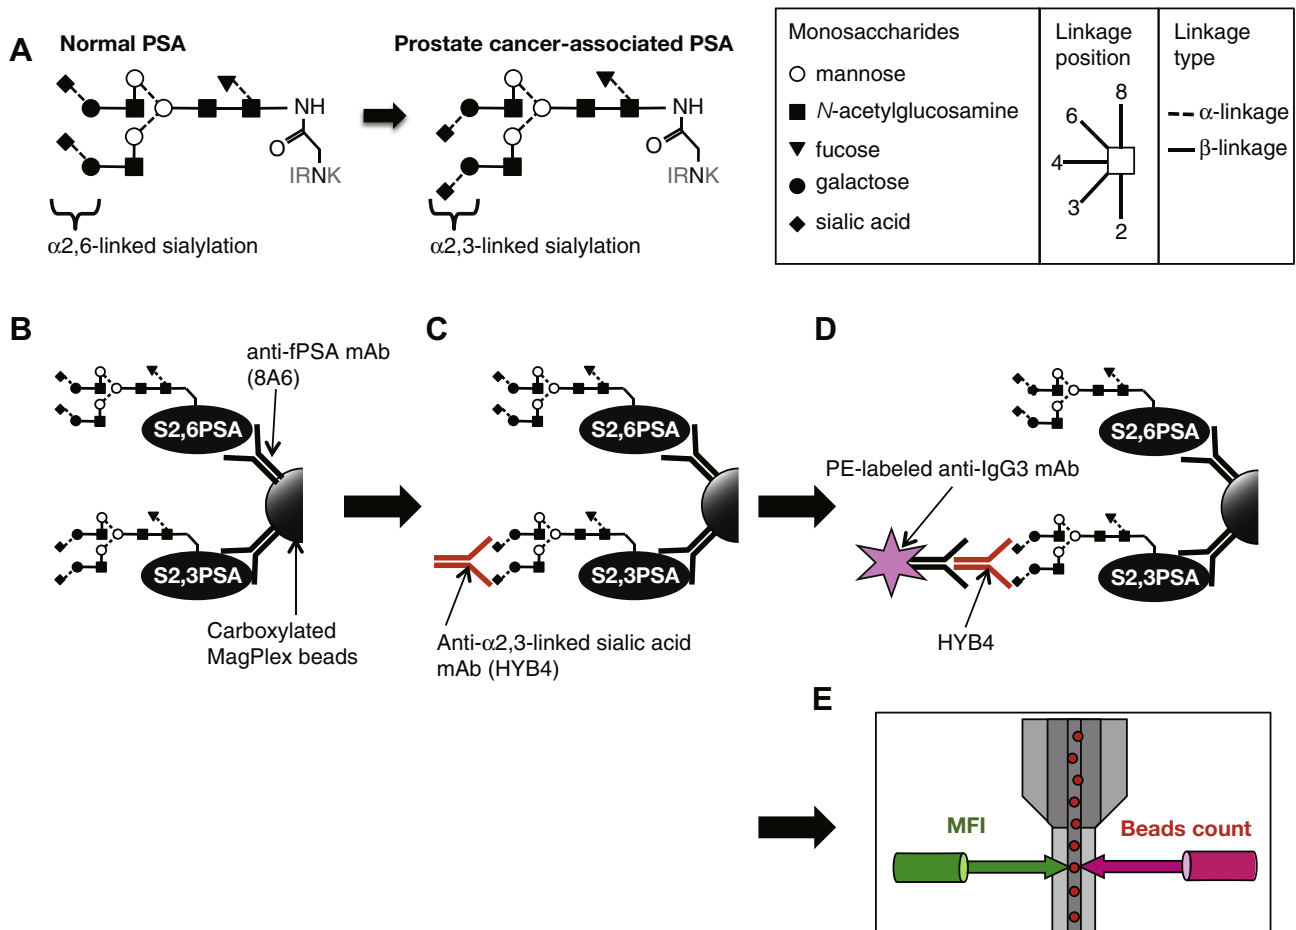 A
Normal PSA
Prostate cancer-associated PSA
NH
O
IRNK
α2,6-linked sialylation
NH
O
IRNK
α2,3-linked sialylation
Monosaccharides
mannose
N-acetylglucosamine
fucose
galactose
sialic acid
Linkage
position
8
6
4
3
2
Linkage
type
α-linkage
β-linkage
B
anti-fPSA mAb
(8A6)
S2,6PSA
S2,3PSA
Carboxylated
MagPlex beads
C
S2,6PSA
S2,3PSA
Anti-α2,3-linked sialic acid
mAb (HYB4)
D
S2,6PSA
PE-labeled anti-IgG3 mAb
S2,3PSA
HYB4
E
MFI
Beads count